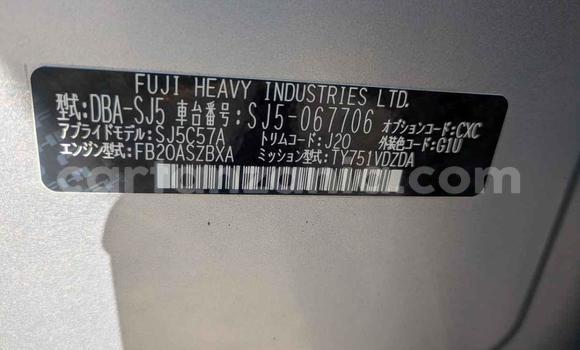 FUJI HEAVY INDUSTRIES LTD.
型式:DBA-SJ5 車台番号:SJ5-067706 オプションコード:CXC
アプライドモデル:SJ5C57A トリムコード:J20 外装色コード:G1U
エンジン型式:FB20ASZBXA ミッション型式:TY751VDZDA
cartanzania.com